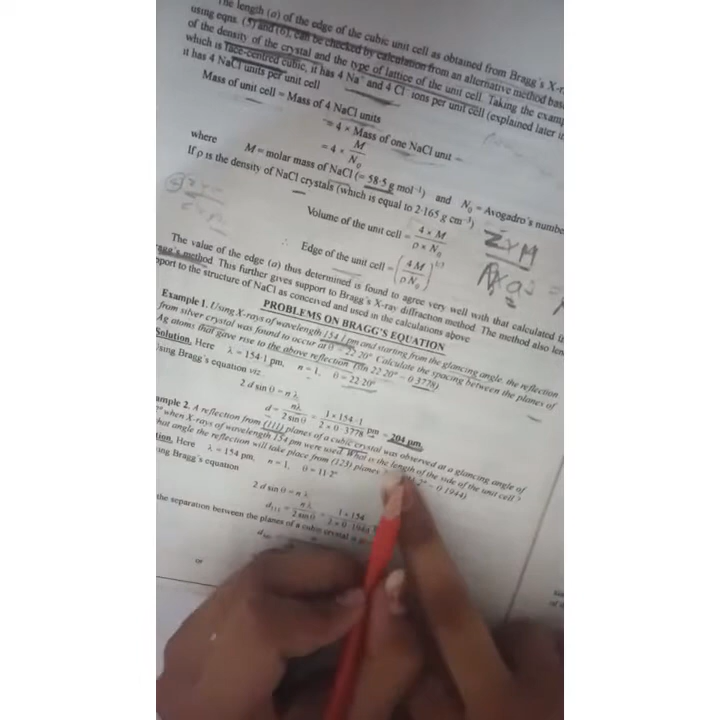 The length (a) of the edge of the cubic unit cell as obtained from Bragg's X-r
using eqns. (5) and (6), can be checked by calculation from an alternative method bas
of the density of the crystal and the type of lattice of the unit cell. Taking the examp
which is face-centred cubic, it has 4 Na+ and 4 Cl- ions per unit cell (explained later i
it has 4 NaCl units per unit cell
Mass of unit cell = Mass of 4 NaCl units
= 4 × Mass of one NaCl unit
= 4 × M/N₀
where M = molar mass of NaCl (= 58·5 g mol⁻¹) and N₀ = Avogadro's numbe
If ρ is the density of NaCl crystals (which is equal to 2·165 g cm⁻³)
Volume of the unit cell = 4 × M / ρ × N₀
∴ Edge of the unit cell = (4 M / ρ N₀)^1/3
Z×M
The value of the edge (a) thus determined is found to agree very well with that calculated
agg's method. This further gives support to Bragg's X-ray diffraction method. The method also len
pport to the structure of NaCl as conceived and used in the calculations above
PROBLEMS ON BRAGG'S EQUATION
Example 1. Using X-rays of wavelength 154·1 pm and starting from the glancing angle, the reflection
from silver crystal was found to occur at θ = 22·20°. Calculate the spacing between the planes of
Ag atoms that gave rise to the above reflection (sin 22·20° = 0·3778)
Solution. Here λ = 154·1 pm, n = 1, θ = 22·20°
Using Bragg's equation viz
2 d sin θ = n λ
d = nλ / 2 sin θ = 1 × 154·1 / 2 × 0·3778 pm = 204 pm.
ample 2. A reflection from (111) planes of a cubic crystal was observed at a glancing angle of
when X-rays of wavelength 154 pm were used. What is the length of the side of the unit cell ?
hat angle the reflection will take place from (123) planes 2° = 0·1944)
tion. Here λ = 154 pm, n = 1, θ = 11·2°
ing Bragg's equation
2 d sin θ = n λ
d₁₁₁ = n λ / 2 sin θ = 1 × 154
the separation between the planes of a cubic crystal is